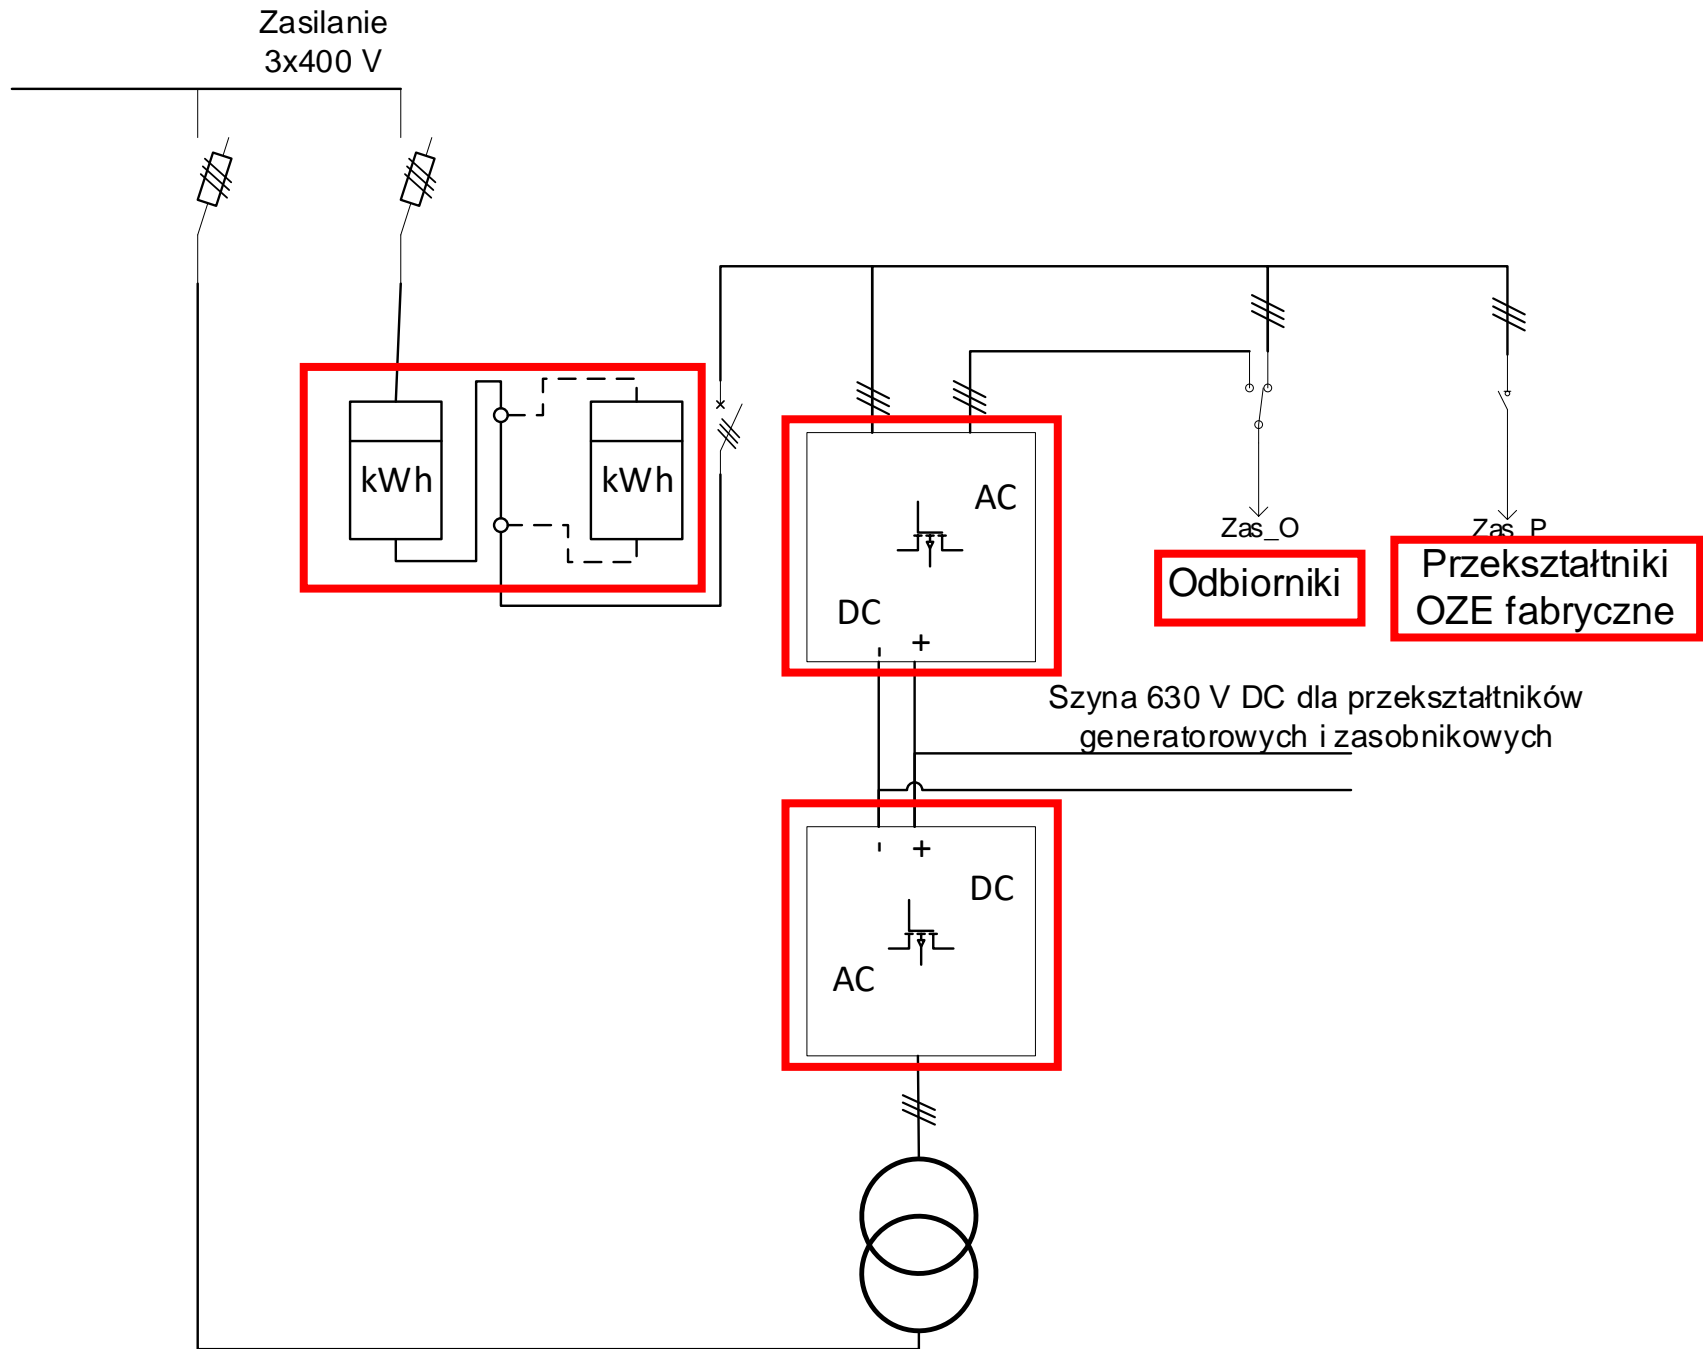 Zasilanie
3x400 V
kWh
kWh
AC
DC
- +
Zas_O
Zas_P
Odbiorniki
Przekształtniki
OZE fabryczne
Szyna 630 V DC dla przekształtników
generatorowych i zasobnikowych
- +
DC
AC